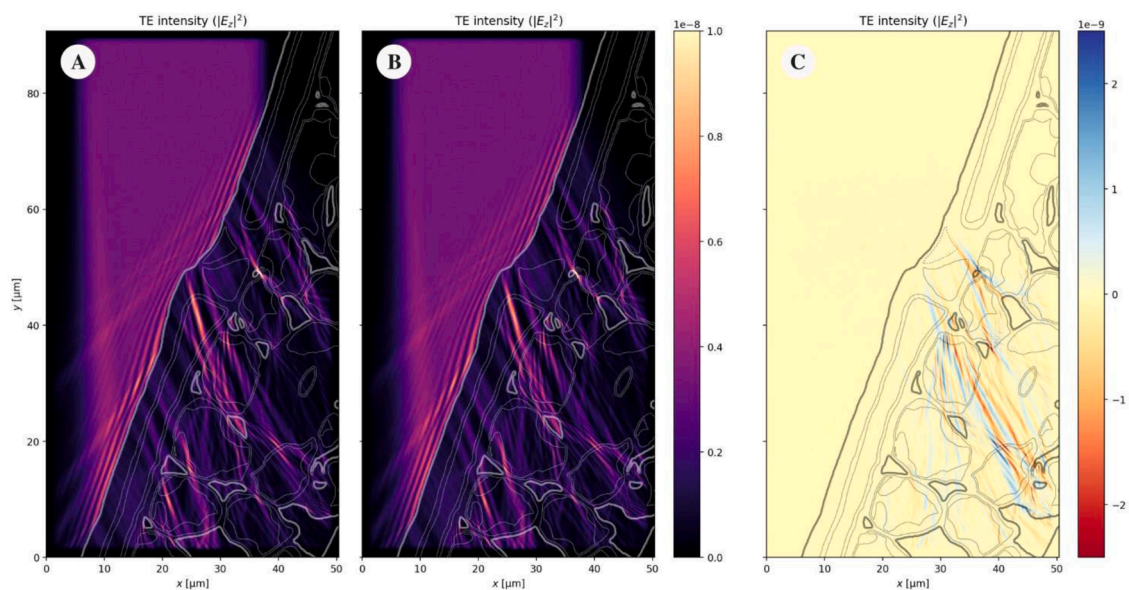 TE intensity (|E_z|^2)
TE intensity (|E_z|^2)
TE intensity (|E_z|^2)
A
B
C
y [μm]
80
60
40
20
0
0 10 20 30 40 50
x [μm]
0 10 20 30 40 50
x [μm]
1e−8
1.0
0.8
0.6
0.4
0.2
0.0
0 10 20 30 40 50
x [μm]
1e−9
2
1
0
−1
−2